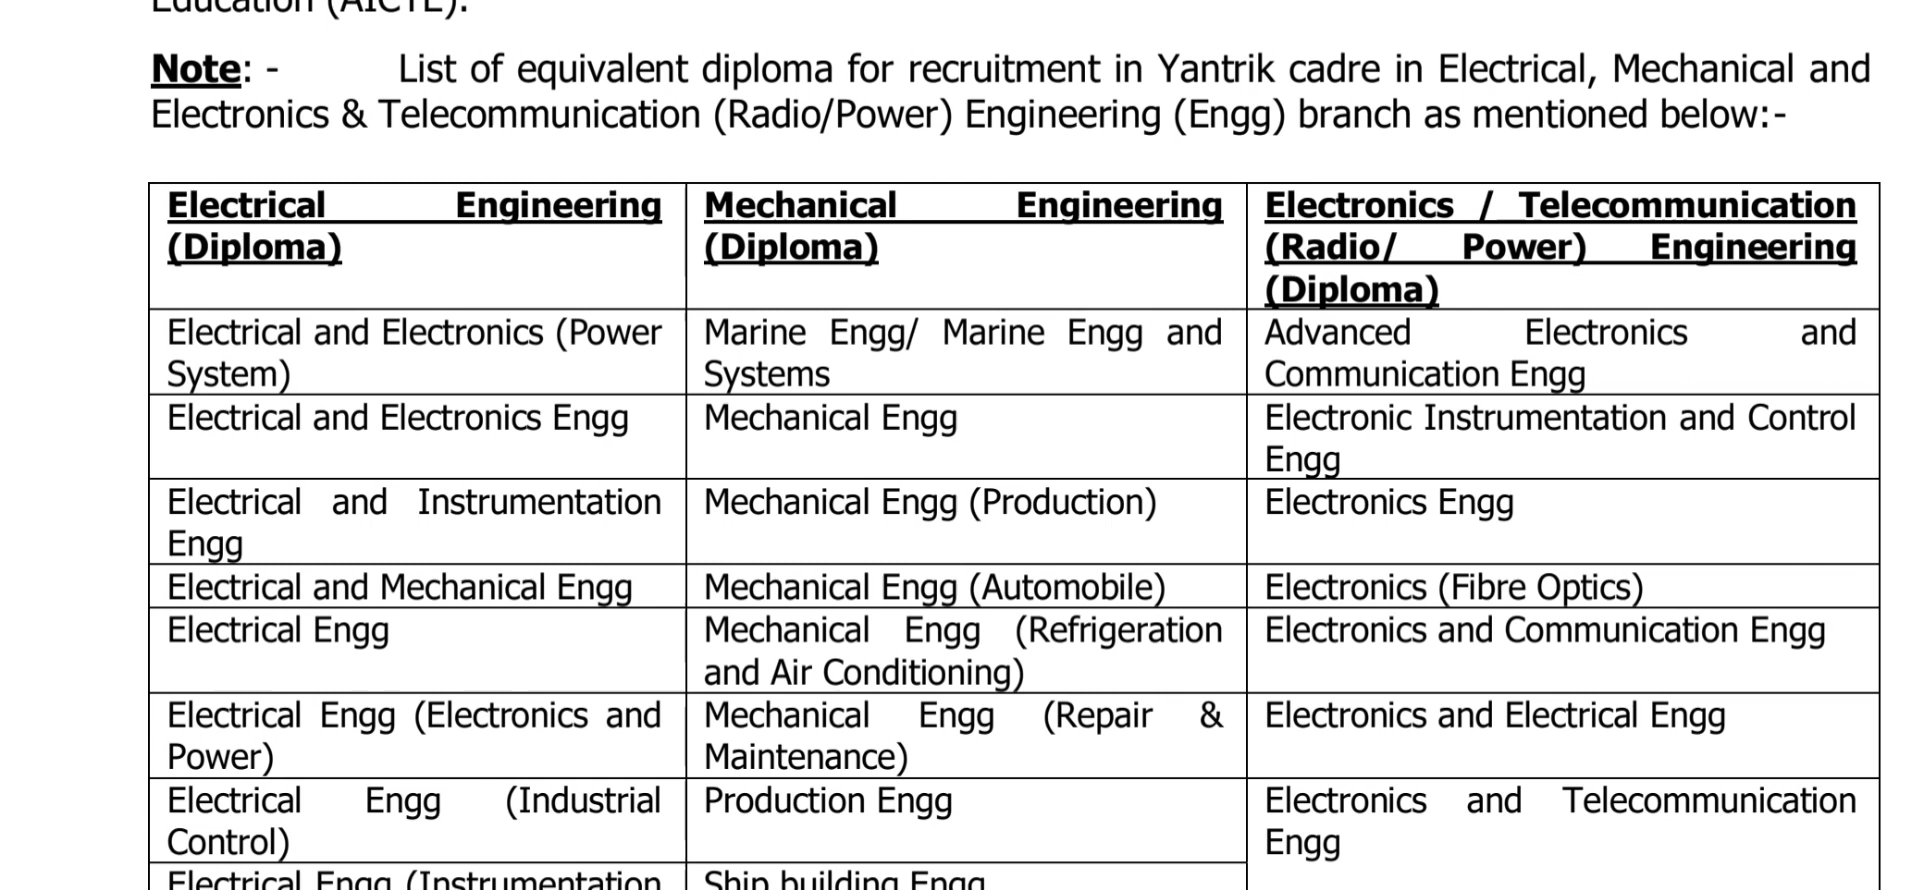 Education (AICTE).
Note: - List of equivalent diploma for recruitment in Yantrik cadre in Electrical, Mechanical and
Electronics & Telecommunication (Radio/Power) Engineering (Engg) branch as mentioned below:-
Electrical Engineering
(Diploma)
Mechanical Engineering
(Diploma)
Electronics / Telecommunication
(Radio/ Power) Engineering
(Diploma)
Electrical and Electronics (Power
System)
Marine Engg/ Marine Engg and
Systems
Advanced Electronics and
Communication Engg
Electrical and Electronics Engg
Mechanical Engg
Electronic Instrumentation and Control
Engg
Electrical and Instrumentation
Engg
Mechanical Engg (Production)
Electronics Engg
Electrical and Mechanical Engg
Mechanical Engg (Automobile)
Electronics (Fibre Optics)
Electrical Engg
Mechanical Engg (Refrigeration
and Air Conditioning)
Electronics and Communication Engg
Electrical Engg (Electronics and
Power)
Mechanical Engg (Repair &
Maintenance)
Electronics and Electrical Engg
Electrical Engg (Industrial
Control)
Production Engg
Electronics and Telecommunication
Engg
Electrical Engg (Instrumentation
Ship building Engg